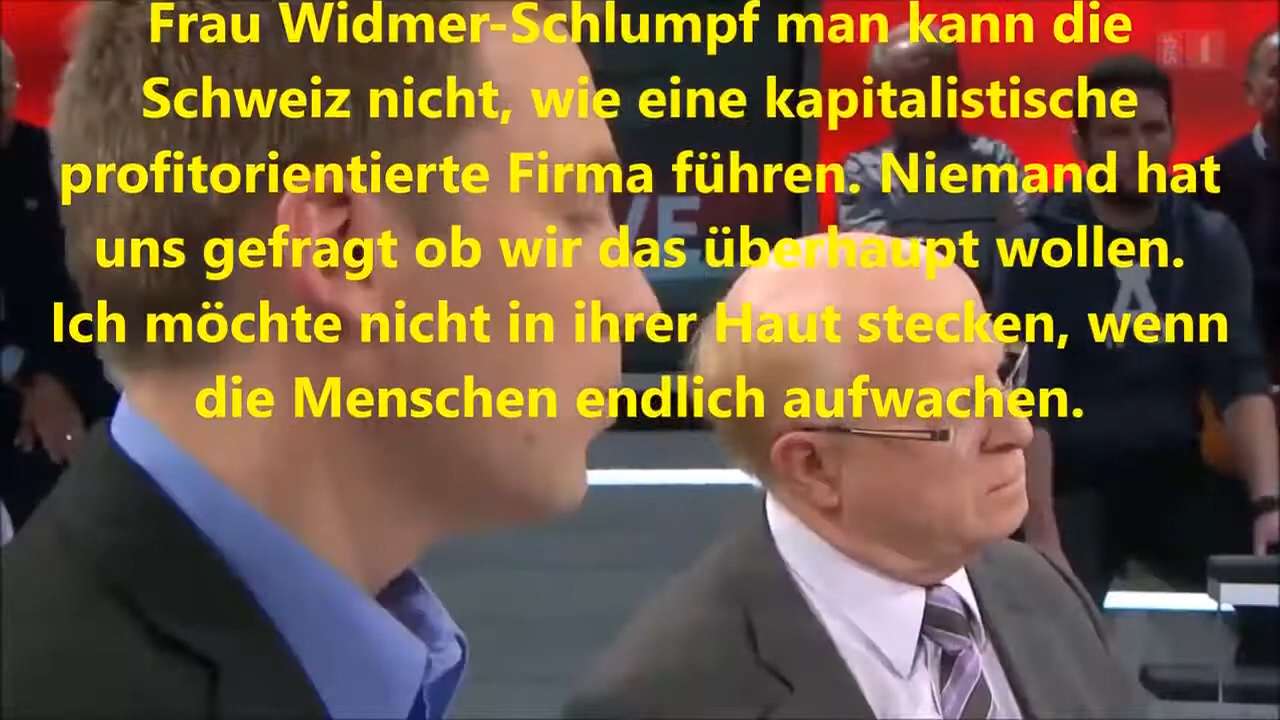 Frau Widmer-Schlumpf man kann die
Schweiz nicht, wie eine kapitalistische
profitorientierte Firma führen. Niemand hat
uns gefragt ob wir das überhaupt wollen.
Ich möchte nicht in ihrer Haut stecken, wenn
die Menschen endlich aufwachen.